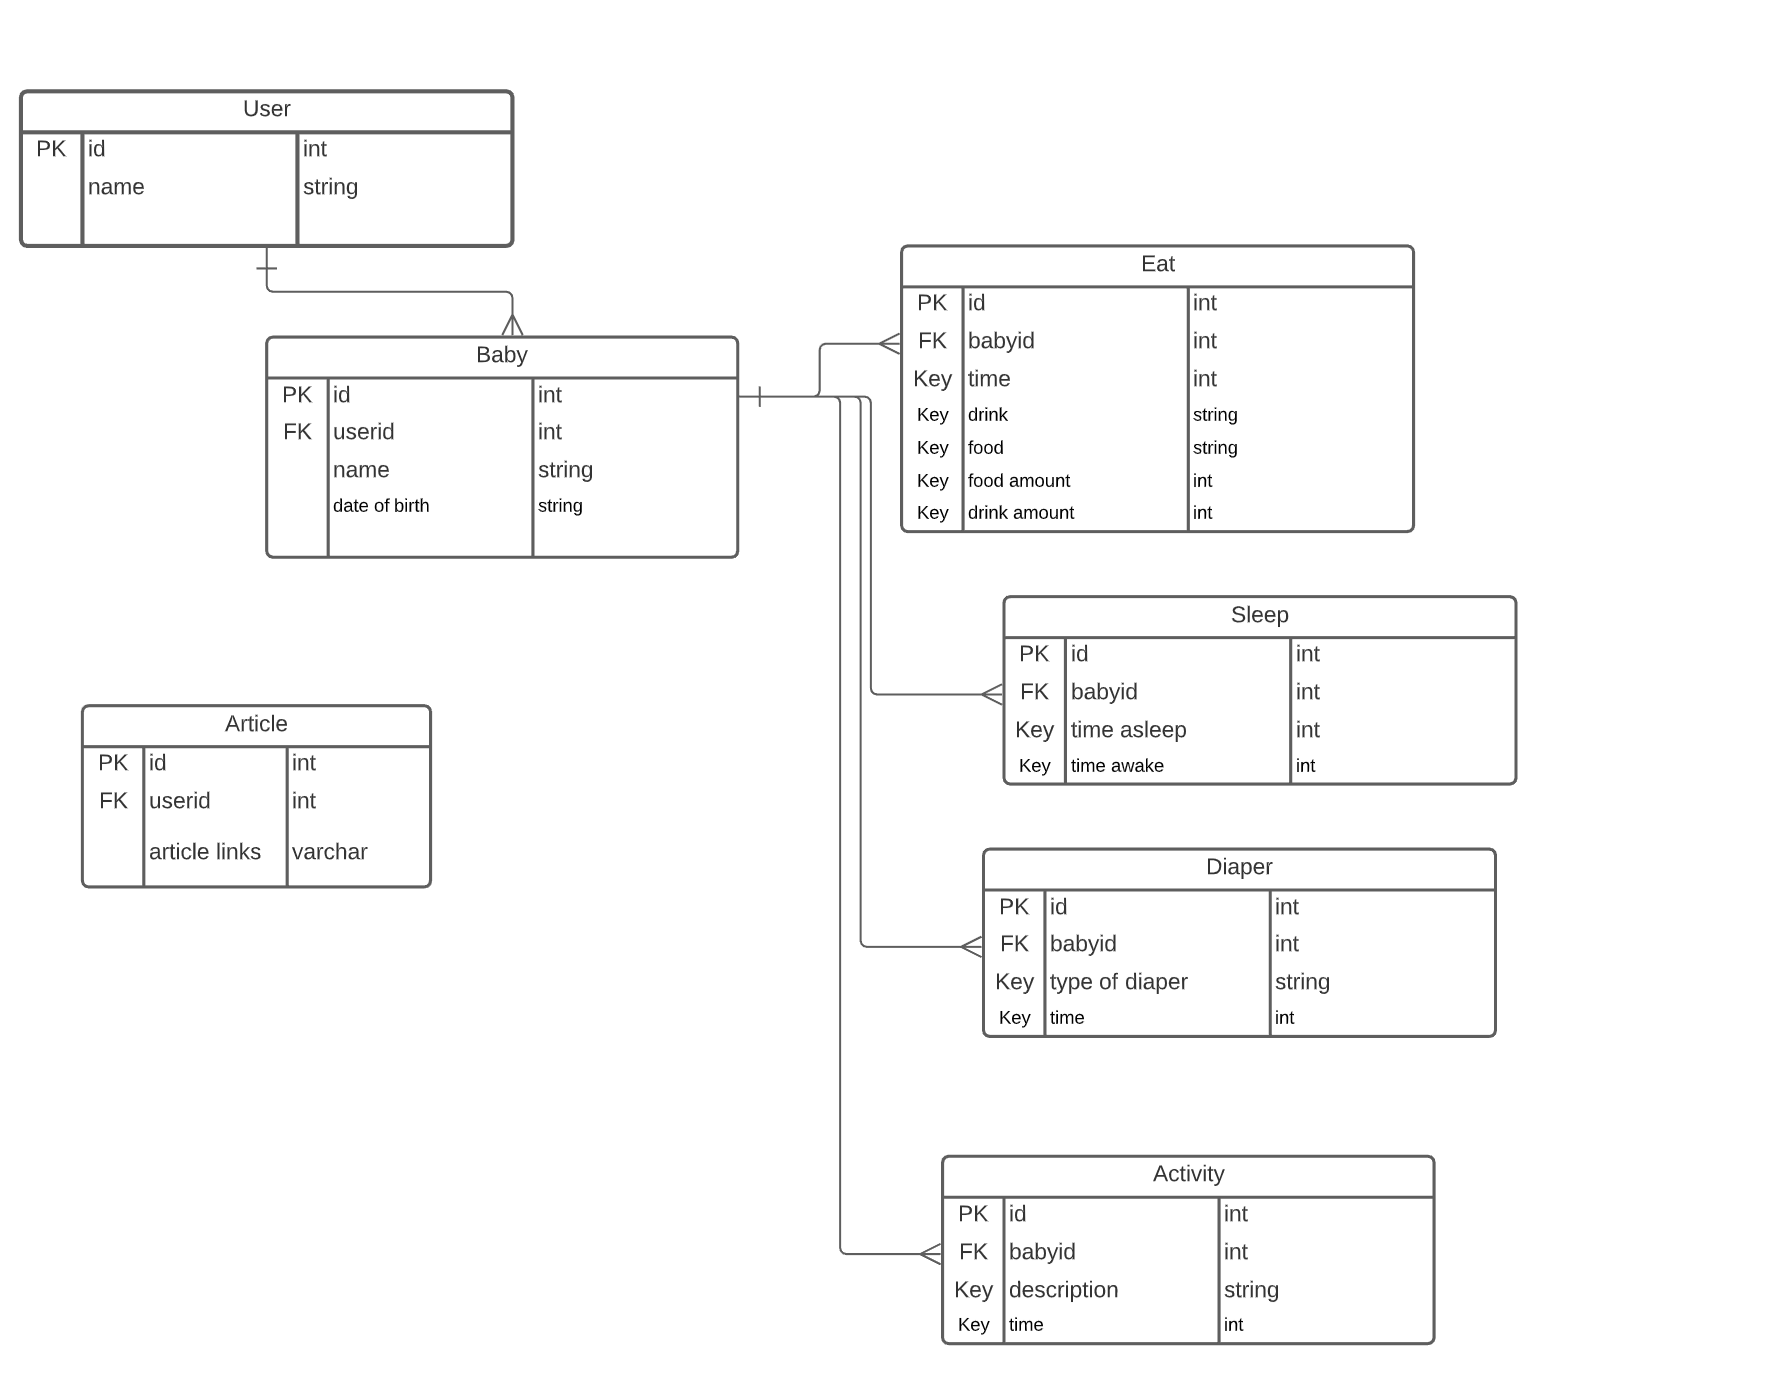 User
PK id int
name string
Baby
PK id int
FK userid int
name string
date of birth string
Eat
PK id int
FK babyid int
Key time int
Key drink string
Key food string
Key food amount int
Key drink amount int
Sleep
PK id int
FK babyid int
Key time asleep int
Key time awake int
Article
PK id int
FK userid int
article links varchar
Diaper
PK id int
FK babyid int
Key type of diaper string
Key time int
Activity
PK id int
FK babyid int
Key description string
Key time int